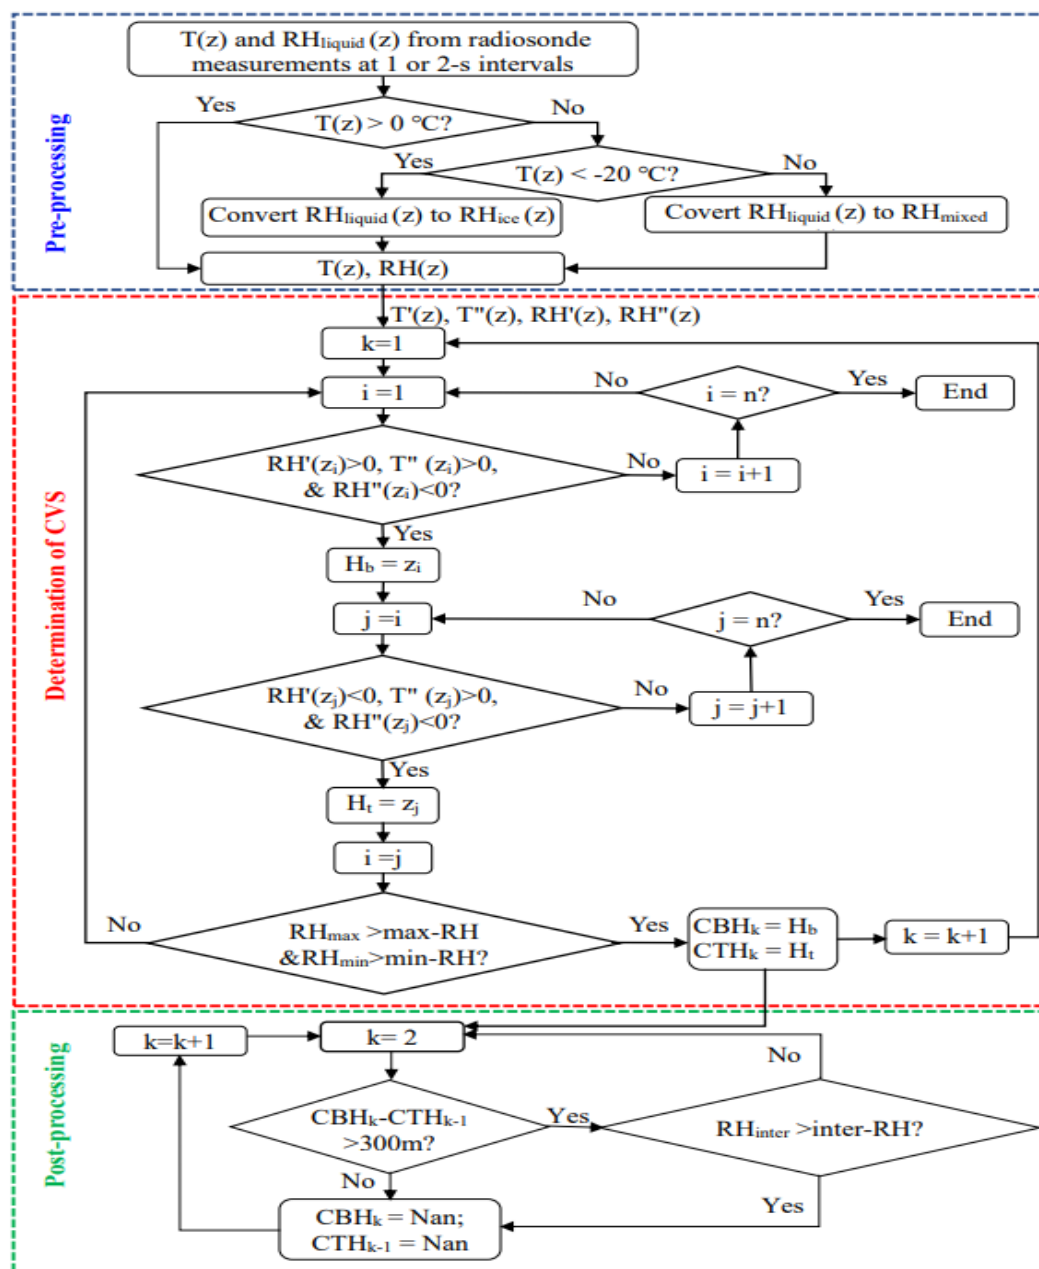 Pre-processing
T(z) and RHliquid (z) from radiosonde
measurements at 1 or 2-s intervals
Yes
T(z) > 0 °C?
No
Yes
T(z) < -20 °C?
No
Convert RHliquid (z) to RHice (z)
Covert RHliquid (z) to RHmixed
T(z), RH(z)
Determination of CVS
T'(z), T"(z), RH'(z), RH"(z)
k=1
i =1
No
i = n?
Yes
End
RH'(zi)>0, T" (zi)>0,
& RH"(zi)<0?
No
i = i+1
Yes
Hb = zi
j =i
No
j = n?
Yes
End
RH'(zj)<0, T" (zj)>0,
& RH"(zj)<0?
No
j = j+1
Yes
Ht = zj
i =j
No
RHmax >max-RH
&RHmin>min-RH?
Yes
CBHk = Hb
CTHk = Ht
k = k+1
Post-processing
k=k+1
k= 2
No
CBHk-CTHk-1
>300m?
Yes
RHinter >inter-RH?
No
Yes
CBHk = Nan;
CTHk-1 = Nan